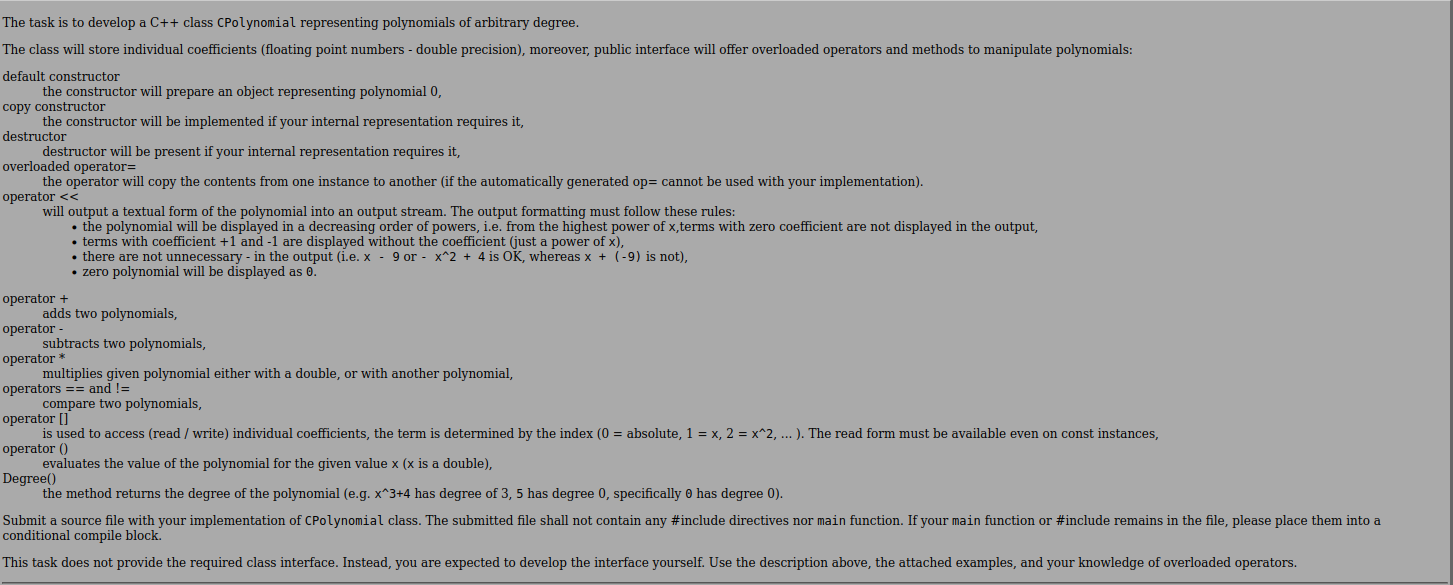 The task is to develop a C++ class CPolynomial representing polynomials of arbitrary degree.
The class will store individual coefficients (floating point numbers - double precision), moreover, public interface will offer overloaded operators and methods to manipulate polynomials:
default constructor
the constructor will prepare an object representing polynomial 0,
copy constructor
the constructor will be implemented if your internal representation requires it,
destructor
destructor will be present if your internal representation requires it,
overloaded operator=
the operator will copy the contents from one instance to another (if the automatically generated op= cannot be used with your implementation).
operator <<
will output a textual form of the polynomial into an output stream. The output formatting must follow these rules:
• the polynomial will be displayed in a decreasing order of powers, i.e. from the highest power of x,terms with zero coefficient are not displayed in the output,
• terms with coefficient +1 and -1 are displayed without the coefficient (just a power of x),
• there are not unnecessary - in the output (i.e. x - 9 or - x^2 + 4 is OK, whereas x + (-9) is not),
• zero polynomial will be displayed as 0.
operator +
adds two polynomials,
operator -
subtracts two polynomials,
operator *
multiplies given polynomial either with a double, or with another polynomial,
operators == and !=
compare two polynomials,
operator []
is used to access (read / write) individual coefficients, the term is determined by the index (0 = absolute, 1 = x, 2 = x^2, ... ). The read form must be available even on const instances,
operator ()
evaluates the value of the polynomial for the given value x (x is a double),
Degree()
the method returns the degree of the polynomial (e.g. x^3+4 has degree of 3, 5 has degree 0, specifically 0 has degree 0).
Submit a source file with your implementation of CPolynomial class. The submitted file shall not contain any #include directives nor main function. If your main function or #include remains in the file, please place them into a
conditional compile block.
This task does not provide the required class interface. Instead, you are expected to develop the interface yourself. Use the description above, the attached examples, and your knowledge of overloaded operators.